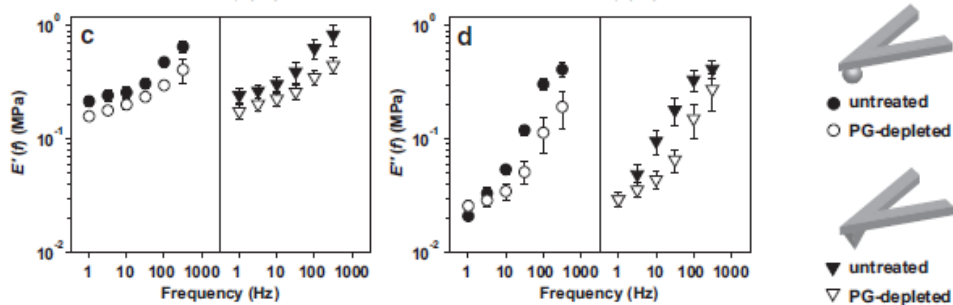 c
d
10⁰
10⁻¹
10⁻²
E' (f) (MPa)
1 10 100 1000
1 10 100 1000
Frequency (Hz)
10⁰
10⁻¹
10⁻²
E'' (f) (MPa)
1 10 100 1000
1 10 100 1000
Frequency (Hz)
untreated
PG-depleted
untreated
PG-depleted